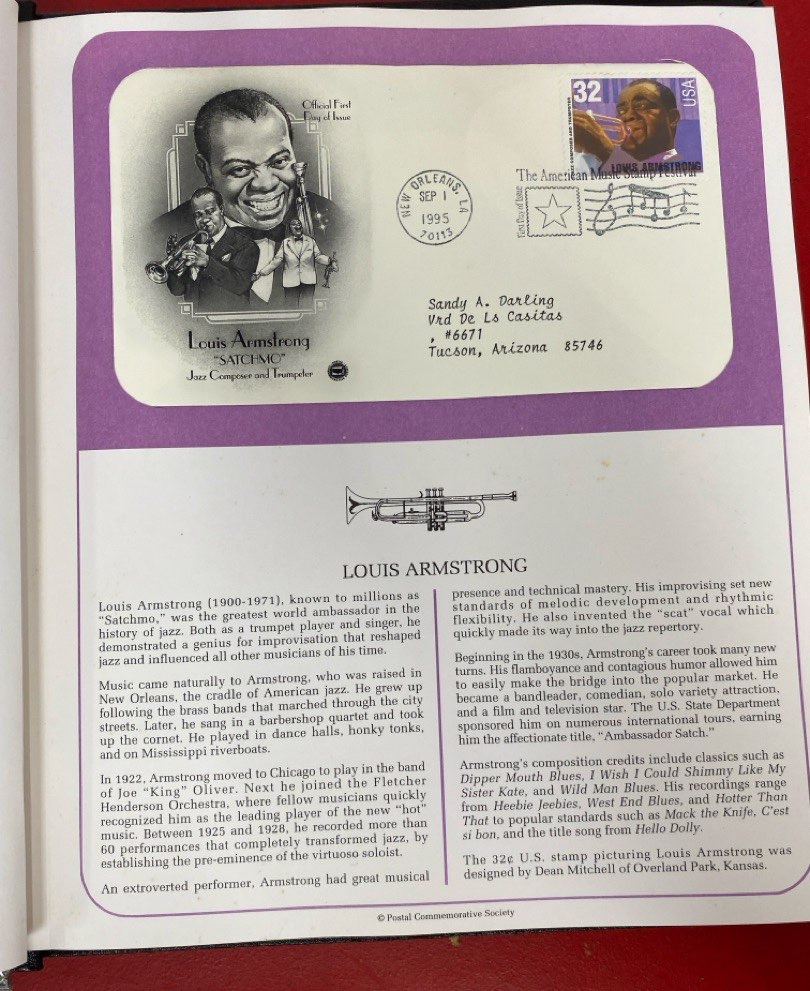 Official First
Day of Issue
32
USA
LOUIS ARMSTRONG
NEW ORLEANS, LA
SEP 1
1995
70113
The American Music Stamp Festival
First Day of Issue
Sandy A. Darling
Vrd De Ls Casitas
, #6671
Tucson, Arizona 85746
Louis Armstrong
"SATCHMO"
Jazz Composer and Trumpeter
LOUIS ARMSTRONG
Louis Armstrong (1900-1971), known to millions as
"Satchmo," was the greatest world ambassador in the
history of jazz. Both as a trumpet player and singer, he
demonstrated a genius for improvisation that reshaped
jazz and influenced all other musicians of his time.
Music came naturally to Armstrong, who was raised in
New Orleans, the cradle of American jazz. He grew up
following the brass bands that marched through the city
streets. Later, he sang in a barbershop quartet and took
up the cornet. He played in dance halls, honky tonks,
and on Mississippi riverboats.
In 1922, Armstrong moved to Chicago to play in the band
of Joe "King" Oliver. Next he joined the Fletcher
Henderson Orchestra, where fellow musicians quickly
recognized him as the leading player of the new "hot"
music. Between 1925 and 1928, he recorded more than
60 performances that completely transformed jazz, by
establishing the pre-eminence of the virtuoso soloist.
An extroverted performer, Armstrong had great musical
presence and technical mastery. His improvising set new
standards of melodic development and rhythmic
flexibility. He also invented the "scat" vocal which
quickly made its way into the jazz repertory.
Beginning in the 1930s, Armstrong's career took many new
turns. His flamboyance and contagious humor allowed him
to easily make the bridge into the popular market. He
became a bandleader, comedian, solo variety attraction,
and a film and television star. The U.S. State Department
sponsored him on numerous international tours, earning
him the affectionate title, "Ambassador Satch."
Armstrong's composition credits include classics such as
Dipper Mouth Blues, I Wish I Could Shimmy Like My
Sister Kate, and Wild Man Blues. His recordings range
from Heebie Jeebies, West End Blues, and Hotter Than
That to popular standards such as Mack the Knife, C'est
si bon, and the title song from Hello Dolly.
The 32¢ U.S. stamp picturing Louis Armstrong was
designed by Dean Mitchell of Overland Park, Kansas.
© Postal Commemorative Society